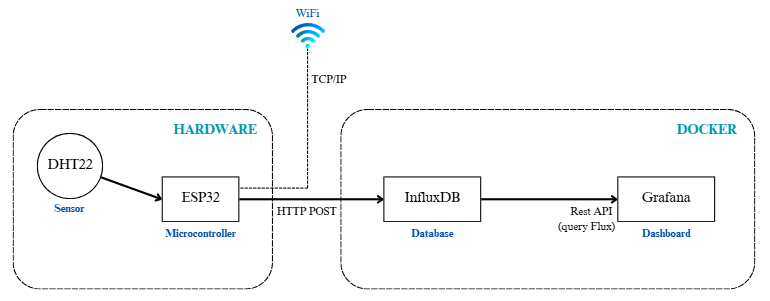 WiFi
TCP/IP
HARDWARE
DOCKER
DHT22
Sensor
ESP32
Microcontroller
HTTP POST
InfluxDB
Database
Rest API
(query Flux)
Grafana
Dashboard